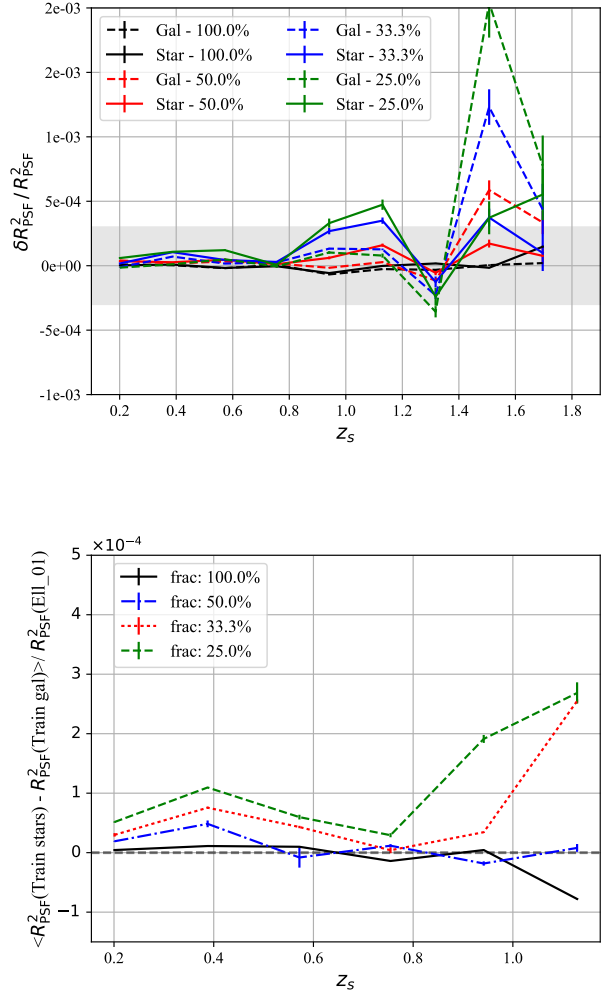 2e-03
2e-03
1e-03
5e-04
0e+00
-5e-04
-1e-03
δR²PSF / R²PSF
Gal - 100.0%
Star - 100.0%
Gal - 50.0%
Star - 50.0%
Gal - 33.3%
Star - 33.3%
Gal - 25.0%
Star - 25.0%
0.2 0.4 0.6 0.8 1.0 1.2 1.4 1.6 1.8
zs
×10⁻⁴
5
4
3
2
1
0
−1
<R²PSF(Train stars) - R²PSF(Train gal)>/ R²PSF(Ell_01)
frac: 100.0%
frac: 50.0%
frac: 33.3%
frac: 25.0%
0.2 0.4 0.6 0.8 1.0
zs